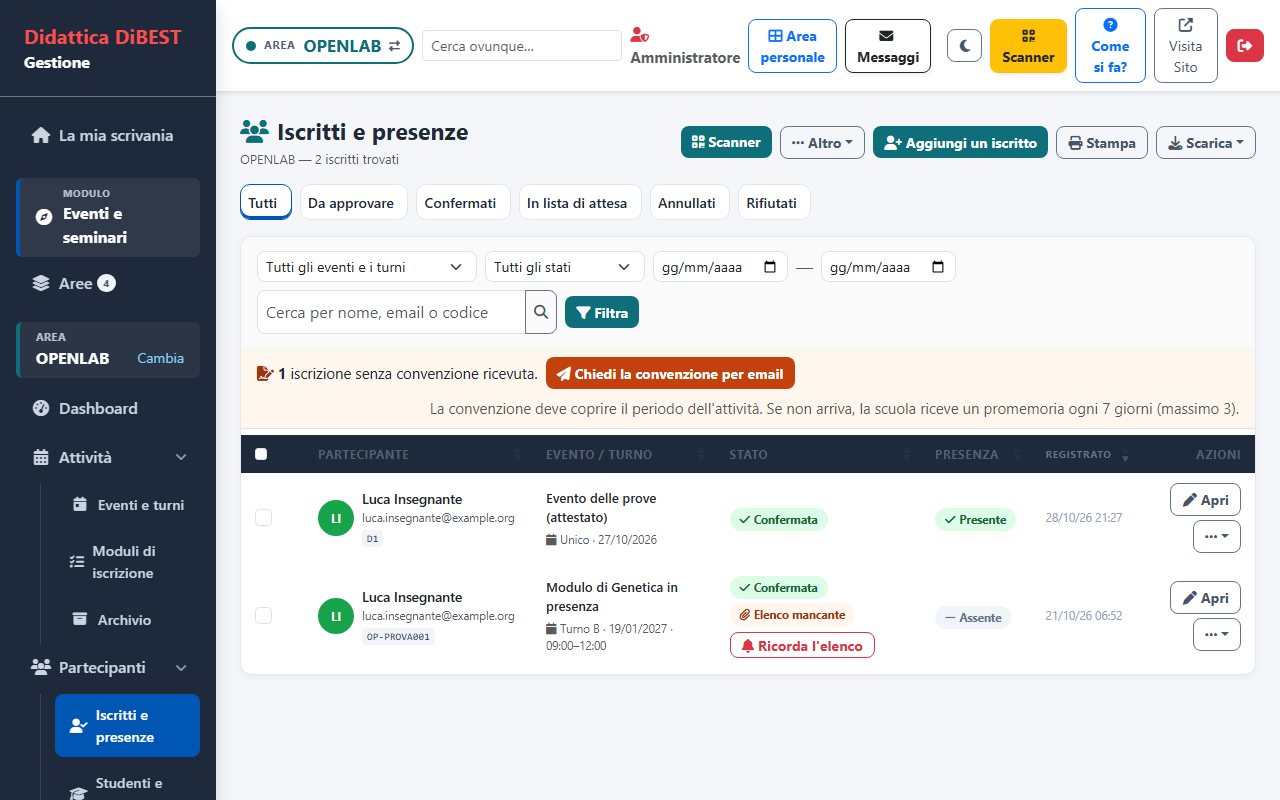 Didattica DiBEST
Gestione
La mia scrivania
MODULO
Eventi e
seminari
Aree 4
AREA
OPENLAB Cambia
Dashboard
Attività
Eventi e turni
Moduli di
iscrizione
Archivio
Partecipanti
Iscritti e
presenze
Studenti e
AREA OPENLAB
Cerca ovunque...
Amministratore
Area
personale
Messaggi
Scanner
Come
si fa?
Visita
Sito
Iscritti e presenze
OPENLAB — 2 iscritti trovati
Scanner
Altro
Aggiungi un iscritto
Stampa
Scarica
Tutti
Da approvare
Confermati
In lista di attesa
Annullati
Rifiutati
Tutti gli eventi e i turni
Tutti gli stati
gg/mm/aaaa — gg/mm/aaaa
Cerca per nome, email o codice
Filtra
1 iscrizione senza convenzione ricevuta. Chiedi la convenzione per email
La convenzione deve coprire il periodo dell'attività. Se non arriva, la scuola riceve un promemoria ogni 7 giorni (massimo 3).
PARTECIPANTE EVENTO / TURNO STATO PRESENZA REGISTRATO AZIONI
LI
Luca Insegnante
luca.insegnante@example.org
D1
Evento delle prove
(attestato)
Unico · 27/10/2026
Confermata
Presente
28/10/26 21:27
Apri
LI
Luca Insegnante
luca.insegnante@example.org
OP-PROVA001
Modulo di Genetica in
presenza
Turno B · 19/01/2027 ·
09:00–12:00
Confermata
Elenco mancante
Ricorda l'elenco
— Assente
21/10/26 06:52
Apri